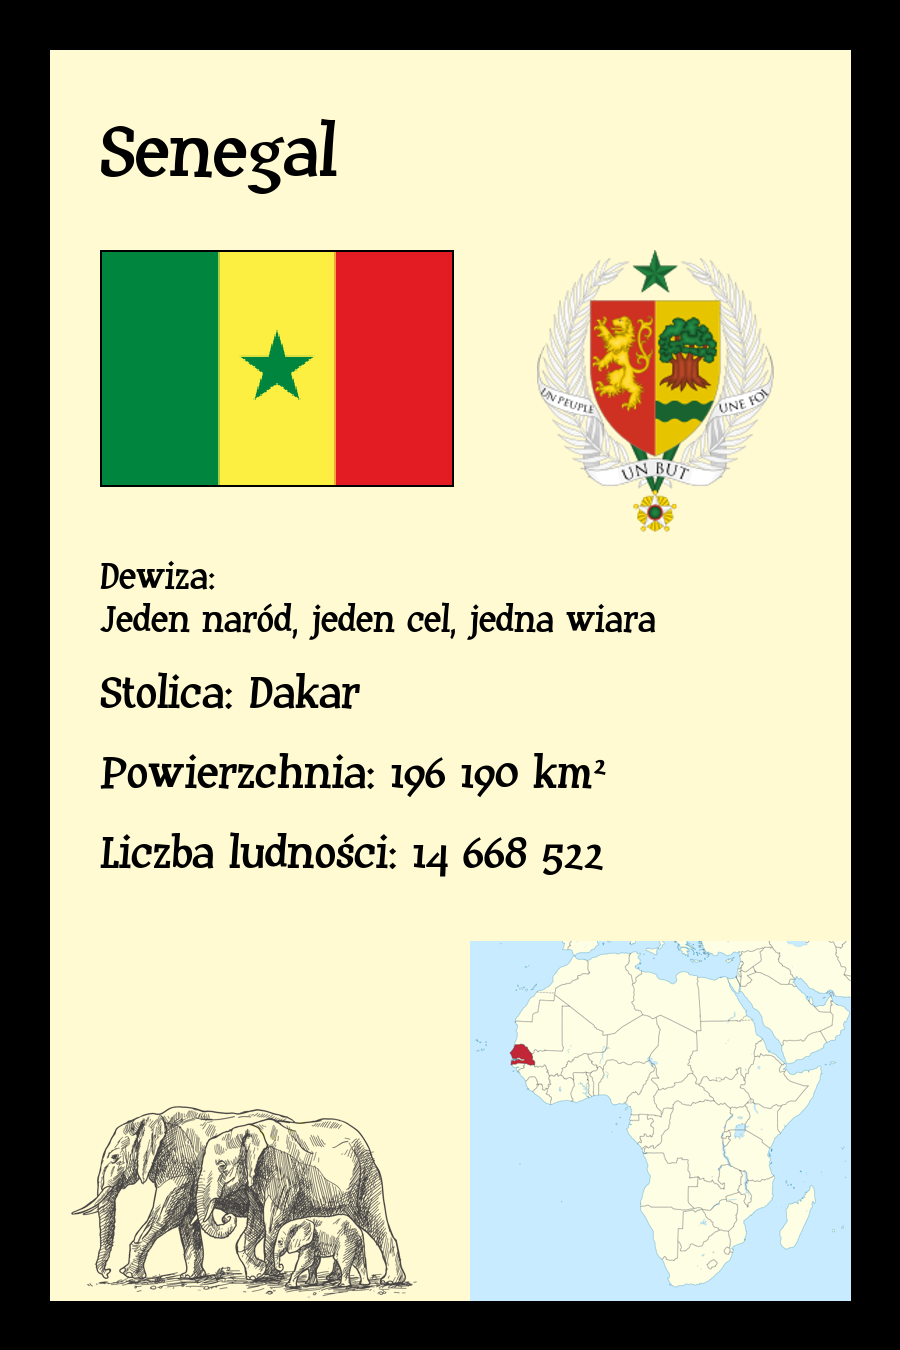 Senegal
UN PEUPLE
UN BUT
UNE FOI
Dewiza:
Jeden naród, jeden cel, jedna wiara
Stolica: Dakar
Powierzchnia: 196 190 km²
Liczba ludności: 14 668 522